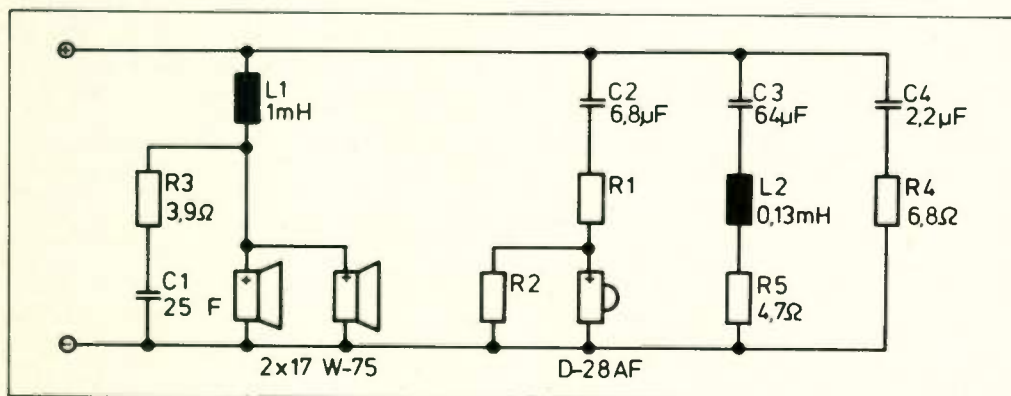 L1
1mH
R3
3,9Ω
C1
25 F
2x17 W-75
C2
6,8µF
R1
R2
D-28AF
C3
64µF
L2
0,13mH
R5
4,7Ω
C4
2,2µF
R4
6,8Ω